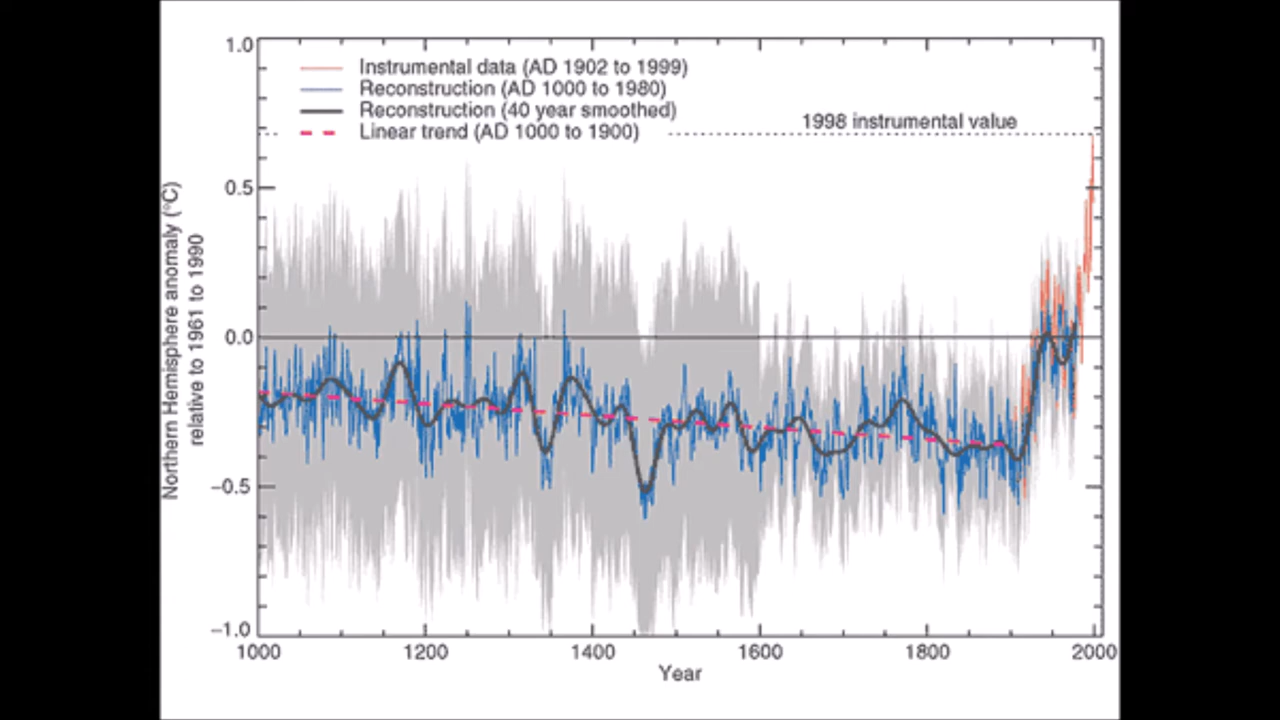 1.0
Instrumental data (AD 1902 to 1999)
Reconstruction (AD 1000 to 1980)
Reconstruction (40 year smoothed)
Linear trend (AD 1000 to 1900)
1998 instrumental value
0.5
0.0
−0.5
−1.0
Northern Hemisphere anomaly (°C)
relative to 1961 to 1990
1000
1200
1400
1600
1800
2000
Year